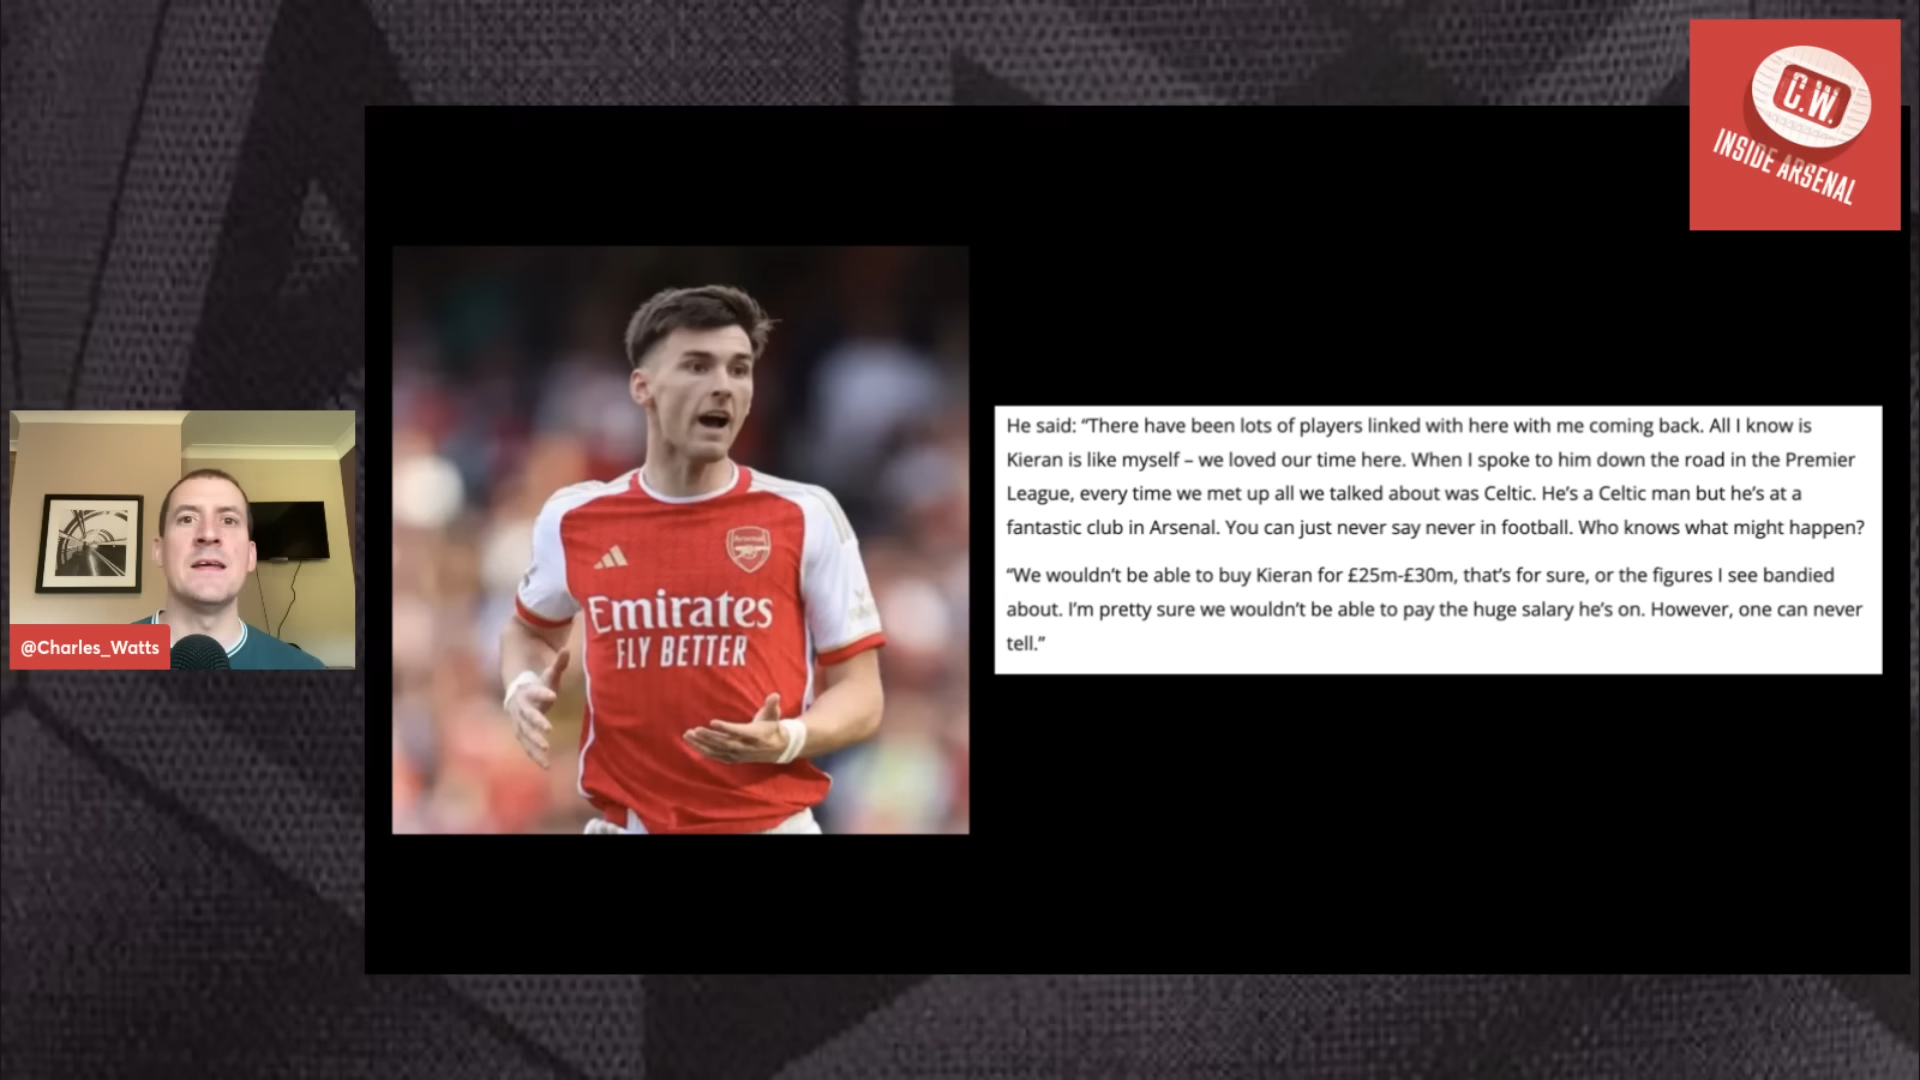 C.W.
INSIDE ARSENAL
He said: “There have been lots of players linked with here with me coming back. All I know is
Kieran is like myself – we loved our time here. When I spoke to him down the road in the Premier
League, every time we met up all we talked about was Celtic. He’s a Celtic man but he’s at a
fantastic club in Arsenal. You can just never say never in football. Who knows what might happen?
“We wouldn’t be able to buy Kieran for £25m-£30m, that’s for sure, or the figures I see bandied
about. I’m pretty sure we wouldn’t be able to pay the huge salary he’s on. However, one can never
tell.”
Arsenal
Emirates
FLY BETTER
@Charles_Watts